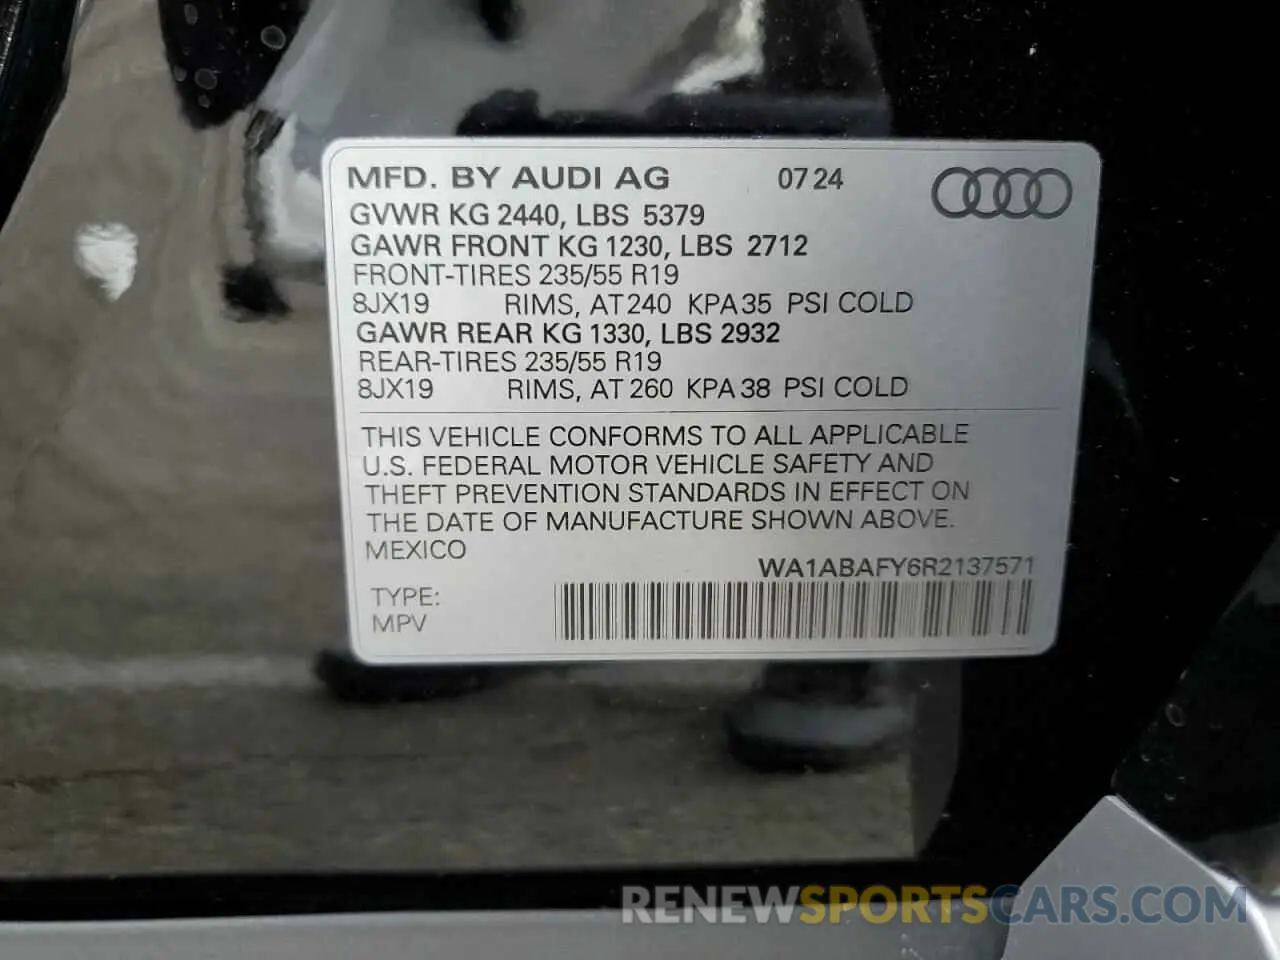 MFD. BY AUDI AG 07 24
GVWR KG 2440, LBS 5379
GAWR FRONT KG 1230, LBS 2712
FRONT-TIRES 235/55 R19
8JX19 RIMS, AT 240 KPA 35 PSI COLD
GAWR REAR KG 1330, LBS 2932
REAR-TIRES 235/55 R19
8JX19 RIMS, AT 260 KPA 38 PSI COLD
THIS VEHICLE CONFORMS TO ALL APPLICABLE
U.S. FEDERAL MOTOR VEHICLE SAFETY AND
THEFT PREVENTION STANDARDS IN EFFECT ON
THE DATE OF MANUFACTURE SHOWN ABOVE.
MEXICO
WA1ABAFY6R2137571
TYPE:
MPV
RENEWSPORTSCARS.COM